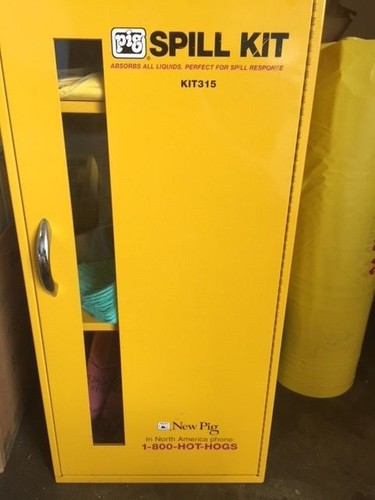 pig® SPILL KIT
ABSORBS ALL LIQUIDS. PERFECT FOR SPILL RESPONSE
KIT315
pig New Pig
In North America phone:
1-800-HOT-HOGS